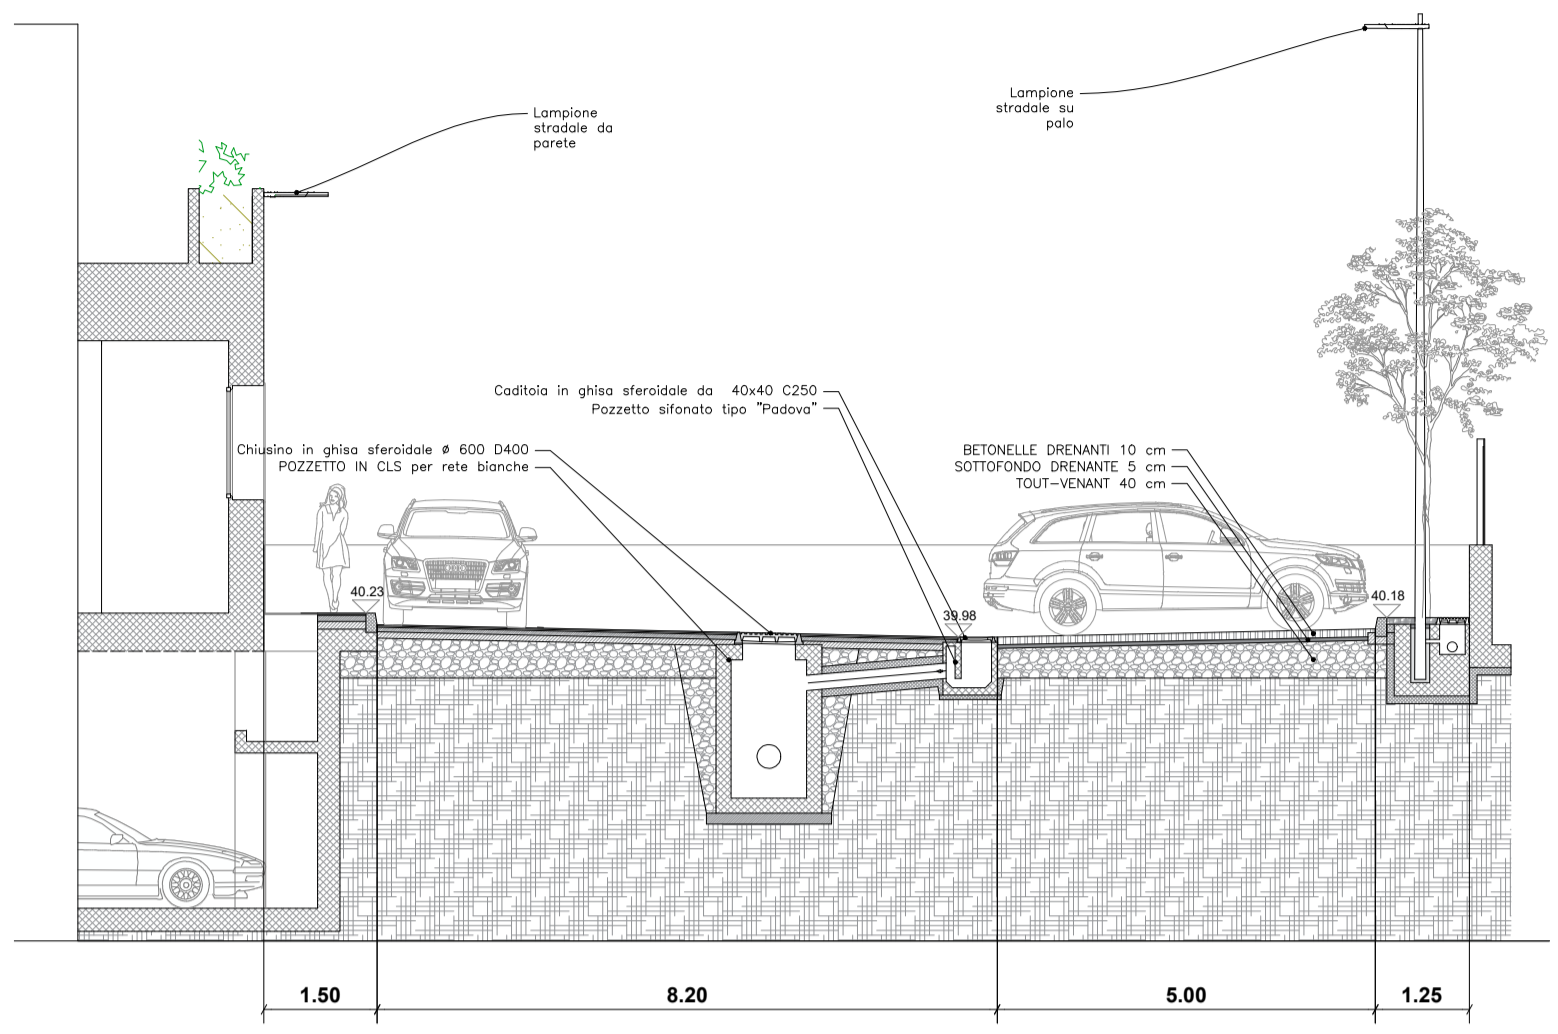 Lampione
stradale su
palo
Lampione
stradale da
parete
Caditoia in ghisa sferoidale da 40x40 C250
Pozzetto sifonato tipo "Padova"
Chiusino in ghisa sferoidale Ø 600 D400
POZZETTO IN CLS per rete bianche
BETONELLE DRENANTI 10 cm
SOTTOFONDO DRENANTE 5 cm
TOUT-VENANT 40 cm
40.23
39.98
40.18
1.50
8.20
5.00
1.25